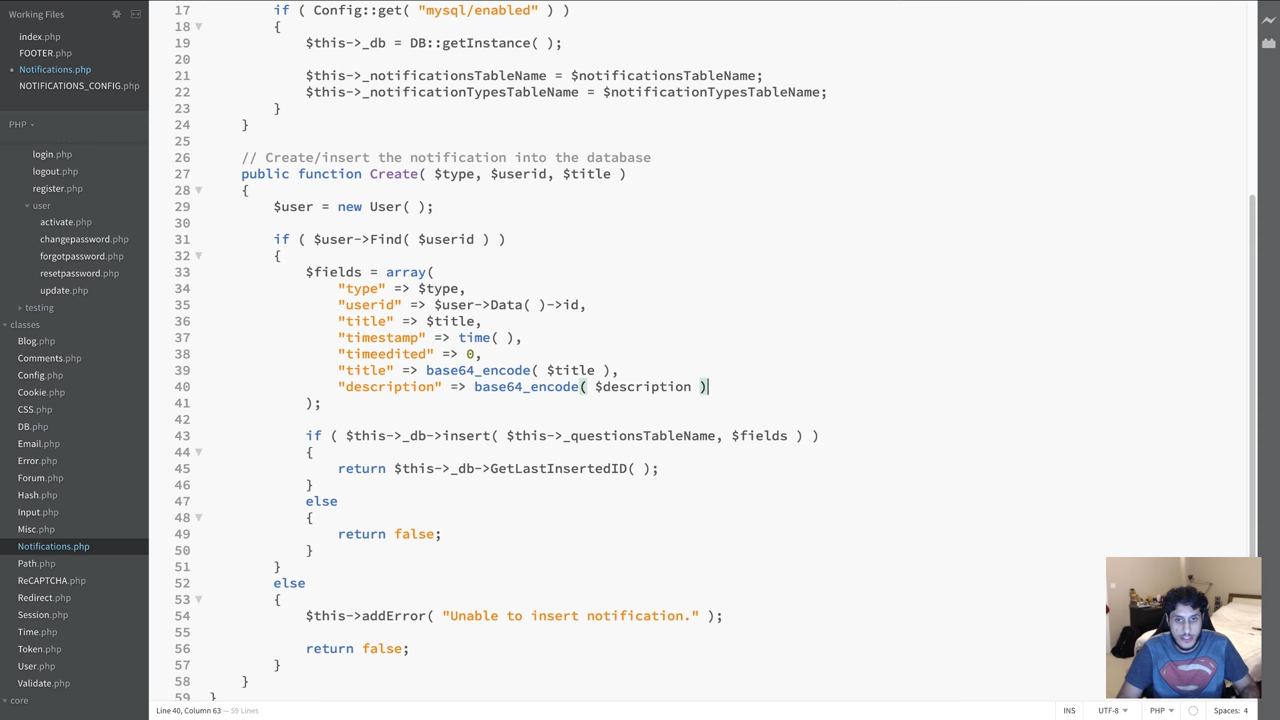 Working Files
index.php
FOOTER.php
Notifications.php
NOTIFICATIONS_CONFIG.php
PHP
login.php
logout.php
register.php
user
activate.php
changepassword.php
forgotpassword.php
resetpassword.php
update.php
testing
classes
Blog.php
Comments.php
Config.php
Cookie.php
CSS.php
DB.php
Email.php
Error.php
Forum.php
Hash.php
Input.php
Misc.php
Notifications.php
Path.php
ReCAPTCHA.php
Redirect.php
Session.php
Time.php
Token.php
User.php
Validate.php
core
17 if ( Config::get( "mysql/enabled" ) )
18 {
19 $this->_db = DB::getInstance( );
20
21 $this->_notificationsTableName = $notificationsTableName;
22 $this->_notificationTypesTableName = $notificationTypesTableName;
23 }
24 }
25
26 // Create/insert the notification into the database
27 public function Create( $type, $userid, $title )
28 {
29 $user = new User( );
30
31 if ( $user->Find( $userid ) )
32 {
33 $fields = array(
34 "type" => $type,
35 "userid" => $user->Data( )->id,
36 "title" => $title,
37 "timestamp" => time( ),
38 "timeedited" => 0,
39 "title" => base64_encode( $title ),
40 "description" => base64_encode( $description )
41 );
42
43 if ( $this->_db->insert( $this->_questionsTableName, $fields ) )
44 {
45 return $this->_db->GetLastInsertedID( );
46 }
47 else
48 {
49 return false;
50 }
51 }
52 else
53 {
54 $this->addError( "Unable to insert notification." );
55
56 return false;
57 }
58 }
59 }
Line 40, Column 63 — 59 Lines
INS
UTF-8
PHP
Spaces: 4